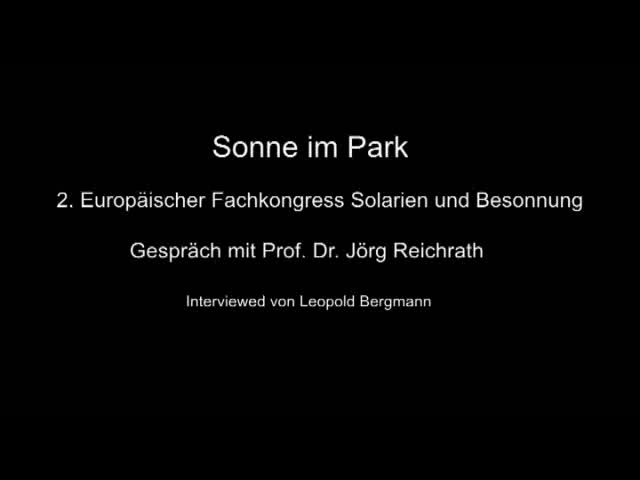 Sonne im Park
2. Europäischer Fachkongress Solarien und Besonnung
Gespräch mit Prof. Dr. Jörg Reichrath
Interviewed von Leopold Bergmann